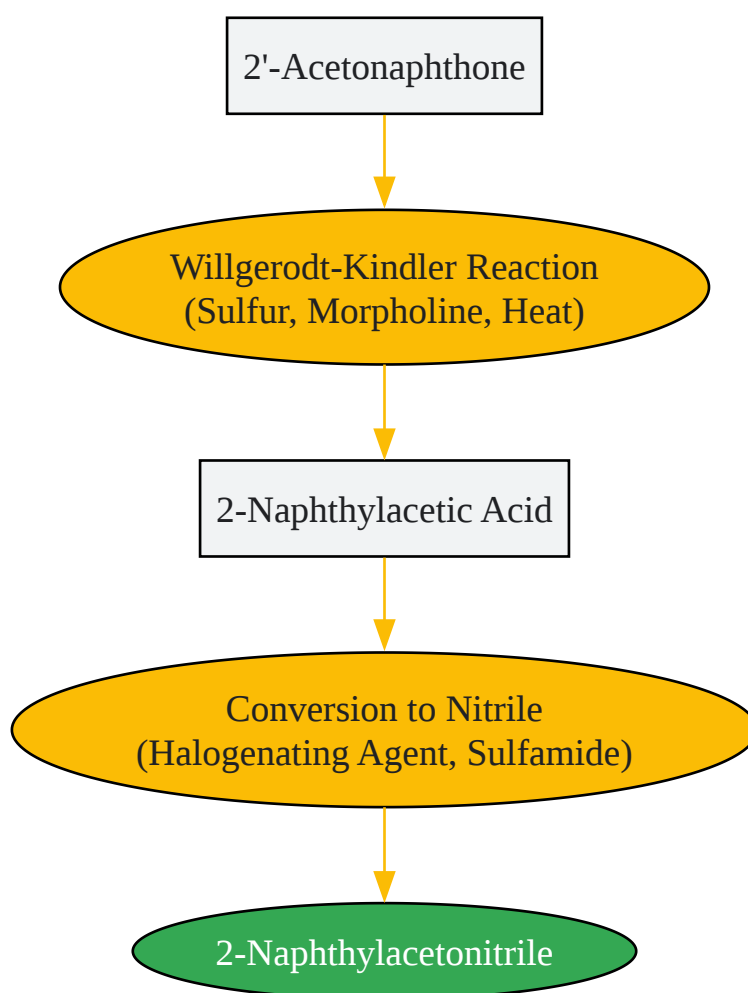 2'-Acetonaphthone
Willgerodt-Kindler Reaction
(Sulfur, Morpholine, Heat)
2-Naphthylacetic Acid
Conversion to Nitrile
(Halogenating Agent, Sulfamide)
2-Naphthylacetonitrile